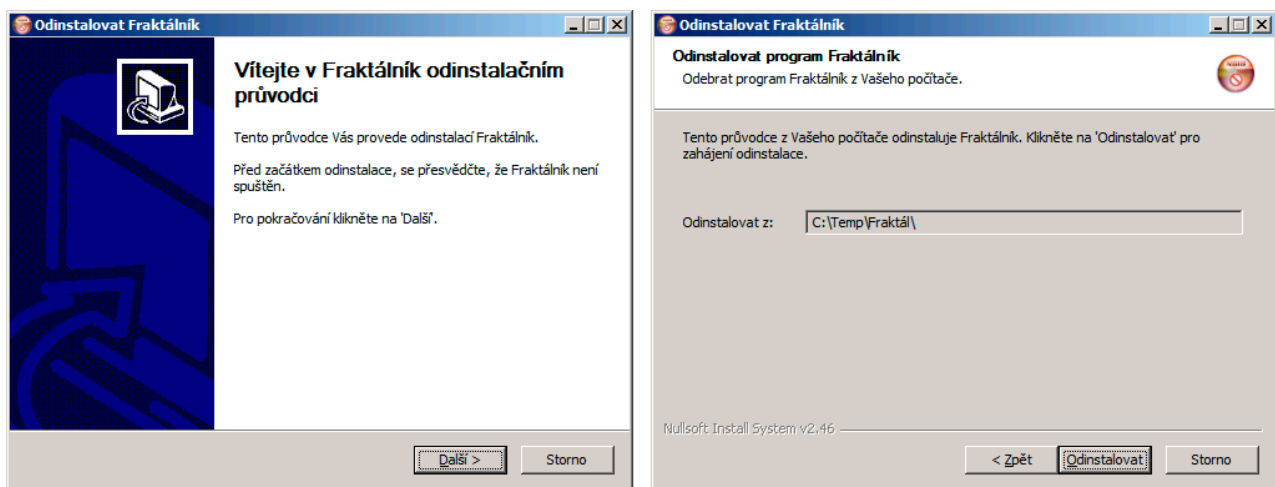 Odinstalovat Fraktálník
Vítejte v Fraktálník odinstalačním
průvodci
Tento průvodce Vás provede odinstalací Fraktálník.
Před začátkem odinstalace, se přesvědčte, že Fraktálník není
spuštěn.
Pro pokračování klikněte na 'Další'.
Další >
Storno
Odinstalovat Fraktálník
Odinstalovat program Fraktálník
Odebrat program Fraktálník z Vašeho počítače.
Tento průvodce z Vašeho počítače odinstaluje Fraktálník. Klikněte na 'Odinstalovat' pro
zahájení odinstalace.
Odinstalovat z: C:\Temp\Fraktál\
Nullsoft Install System v2.46
< Zpět
Odinstalovat
Storno